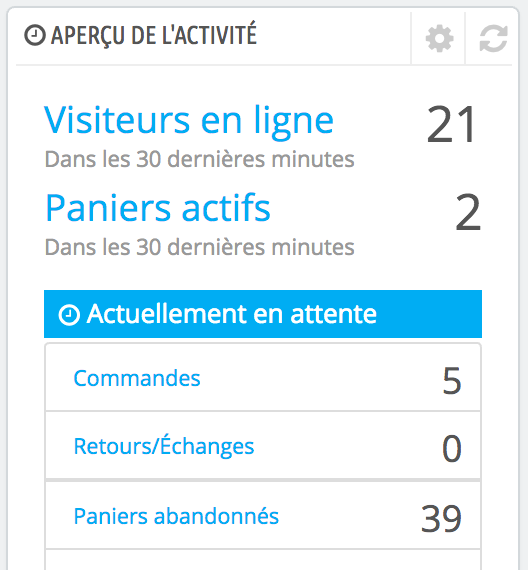 APERÇU DE L'ACTIVITÉ
Visiteurs en ligne 21
Dans les 30 dernières minutes
Paniers actifs 2
Dans les 30 dernières minutes
Actuellement en attente
Commandes 5
Retours/Échanges 0
Paniers abandonnés 39